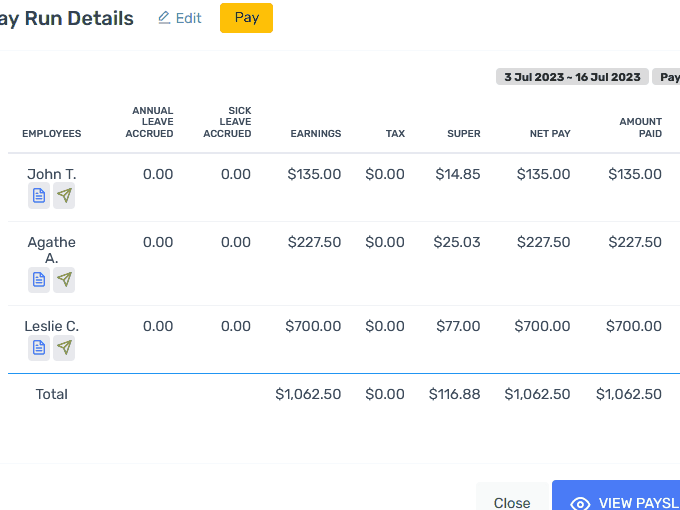 ay Run Details Edit Pay
3 Jul 2023 ~ 16 Jul 2023 Pay
EMPLOYEES ANNUAL LEAVE ACCRUED SICK LEAVE ACCRUED EARNINGS TAX SUPER NET PAY AMOUNT PAID
John T. 0.00 0.00 $135.00 $0.00 $14.85 $135.00 $135.00
Agathe A. 0.00 0.00 $227.50 $0.00 $25.03 $227.50 $227.50
Leslie C. 0.00 0.00 $700.00 $0.00 $77.00 $700.00 $700.00
Total $1,062.50 $0.00 $116.88 $1,062.50 $1,062.50
Close VIEW PAYSL